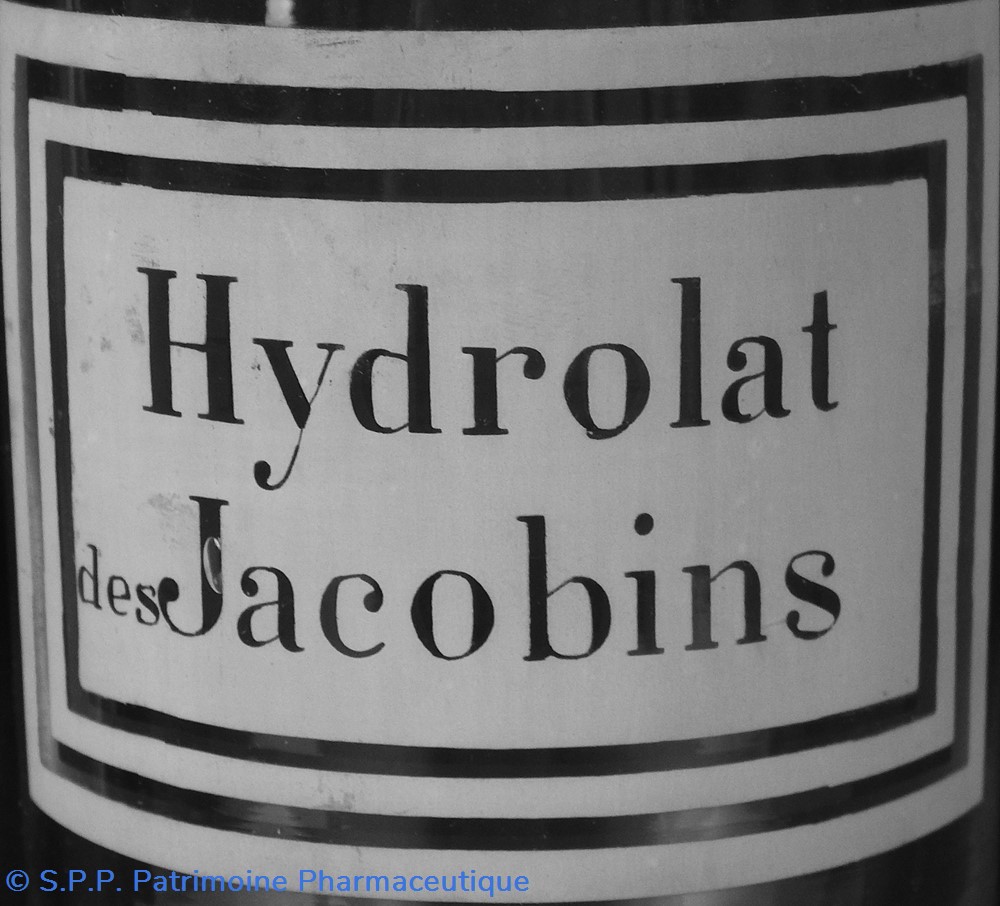 Hydrolat
des Jacobins
© S.P.P. Patrimoine Pharmaceutique